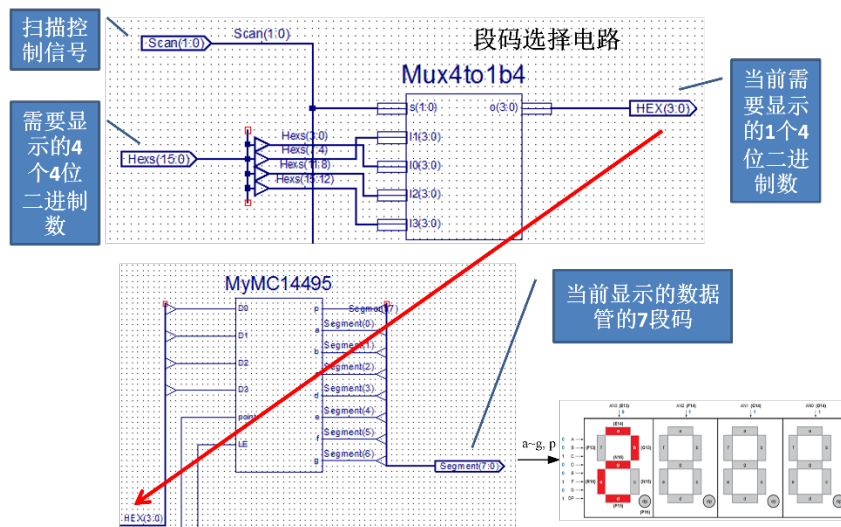 扫描控
制信号
Scan(1:0)
Scan(1:0)
段码选择电路
Mux4to1b4
s(1:0)
o(3:0)
HEX(3:0)
当前需
要显示
的1个4
位二进
制数
需要显
示的4
个4位
二进制
数
Hexs(15:0)
Hexs(3:0)
Hexs(7:4)
Hexs(11:8)
Hexs(15:12)
I1(3:0)
I0(3:0)
I2(3:0)
I3(3:0)
MyMC14495
D0
D1
D2
D3
point
LE
p
a
b
d
e
f
g
Segment(7)
Segment(0)
Segment(1)
Segment(2)
Segment(3)
Segment(4)
Segment(5)
Segment(6)
Segment(7:0)
HEX(3:0)
当前显示的数据
管的7段码
a~g, p